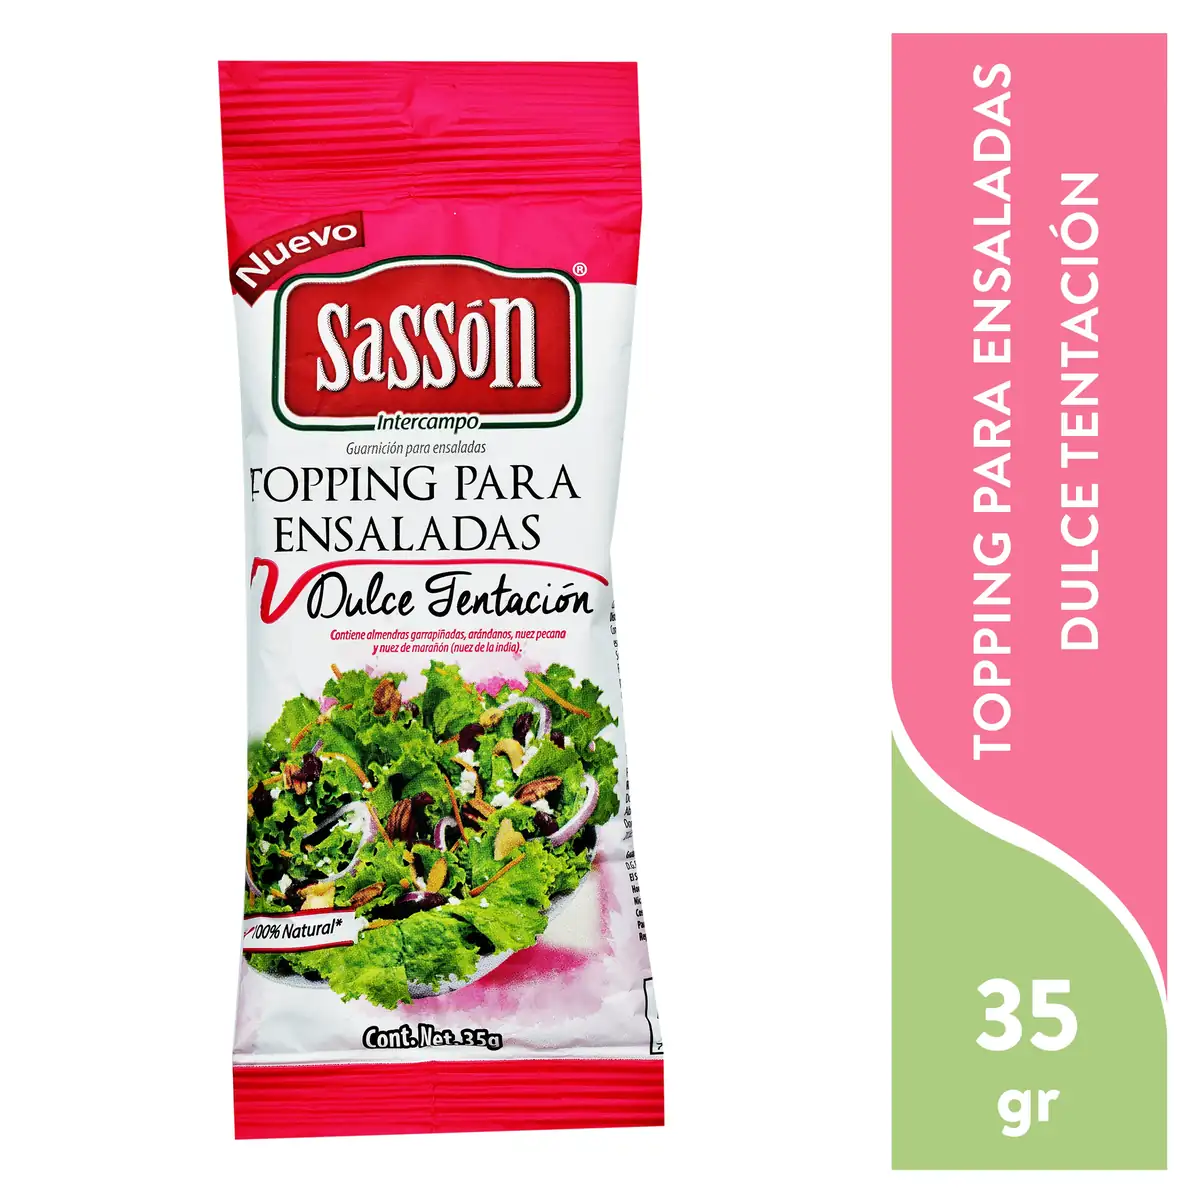 Nuevo
Sassón
®
Intercampo
Guarnición para ensaladas
TOPPING PARA
ENSALADAS
Dulce Tentación
Contiene almendras garrapiñadas, arándanos, nuez pecana
y nuez de marañón (nuez de la india).
100% Natural*
Cont. Net. 35g
TOPPING PARA ENSALADAS
DULCE TENTACIÓN
35
gr